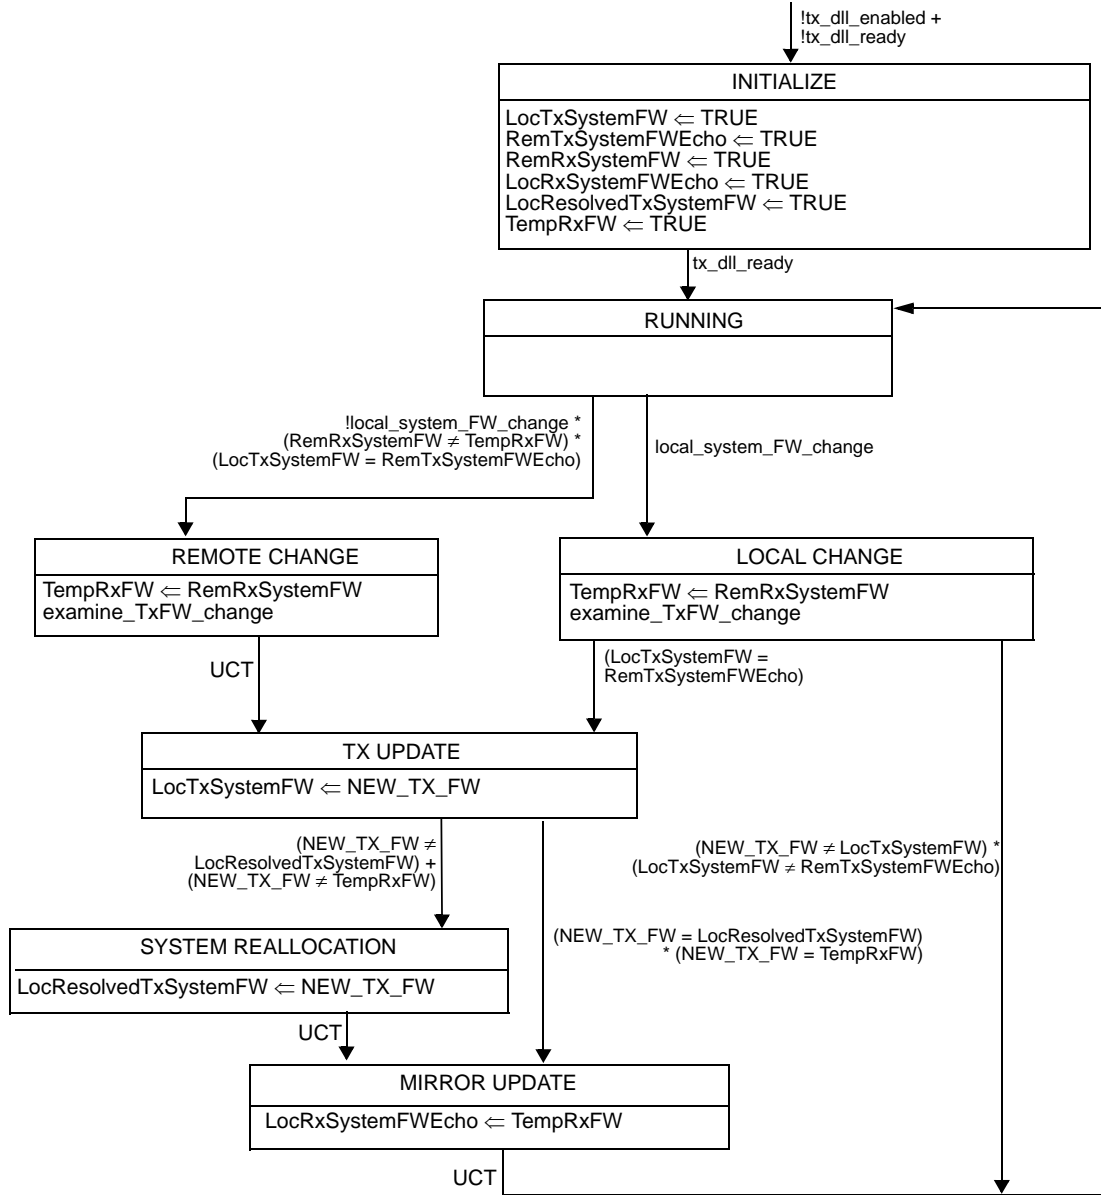 !tx_dll_enabled +
!tx_dll_ready
INITIALIZE
LocTxSystemFW ⇐ TRUE
RemTxSystemFWEcho ⇐ TRUE
RemRxSystemFW ⇐ TRUE
LocRxSystemFWEcho ⇐ TRUE
LocResolvedTxSystemFW ⇐ TRUE
TempRxFW ⇐ TRUE
tx_dll_ready
RUNNING
!local_system_FW_change *
(RemRxSystemFW ≠ TempRxFW) *
(LocTxSystemFW = RemTxSystemFWEcho)
local_system_FW_change
REMOTE CHANGE
TempRxFW ⇐ RemRxSystemFW
examine_TxFW_change
LOCAL CHANGE
TempRxFW ⇐ RemRxSystemFW
examine_TxFW_change
UCT
(LocTxSystemFW =
RemTxSystemFWEcho)
TX UPDATE
LocTxSystemFW ⇐ NEW_TX_FW
(NEW_TX_FW ≠
LocResolvedTxSystemFW) +
(NEW_TX_FW ≠ TempRxFW)
(NEW_TX_FW ≠ LocTxSystemFW) *
(LocTxSystemFW ≠ RemTxSystemFWEcho)
SYSTEM REALLOCATION
LocResolvedTxSystemFW ⇐ NEW_TX_FW
(NEW_TX_FW = LocResolvedTxSystemFW)
* (NEW_TX_FW = TempRxFW)
UCT
MIRROR UPDATE
LocRxSystemFWEcho ⇐ TempRxFW
UCT